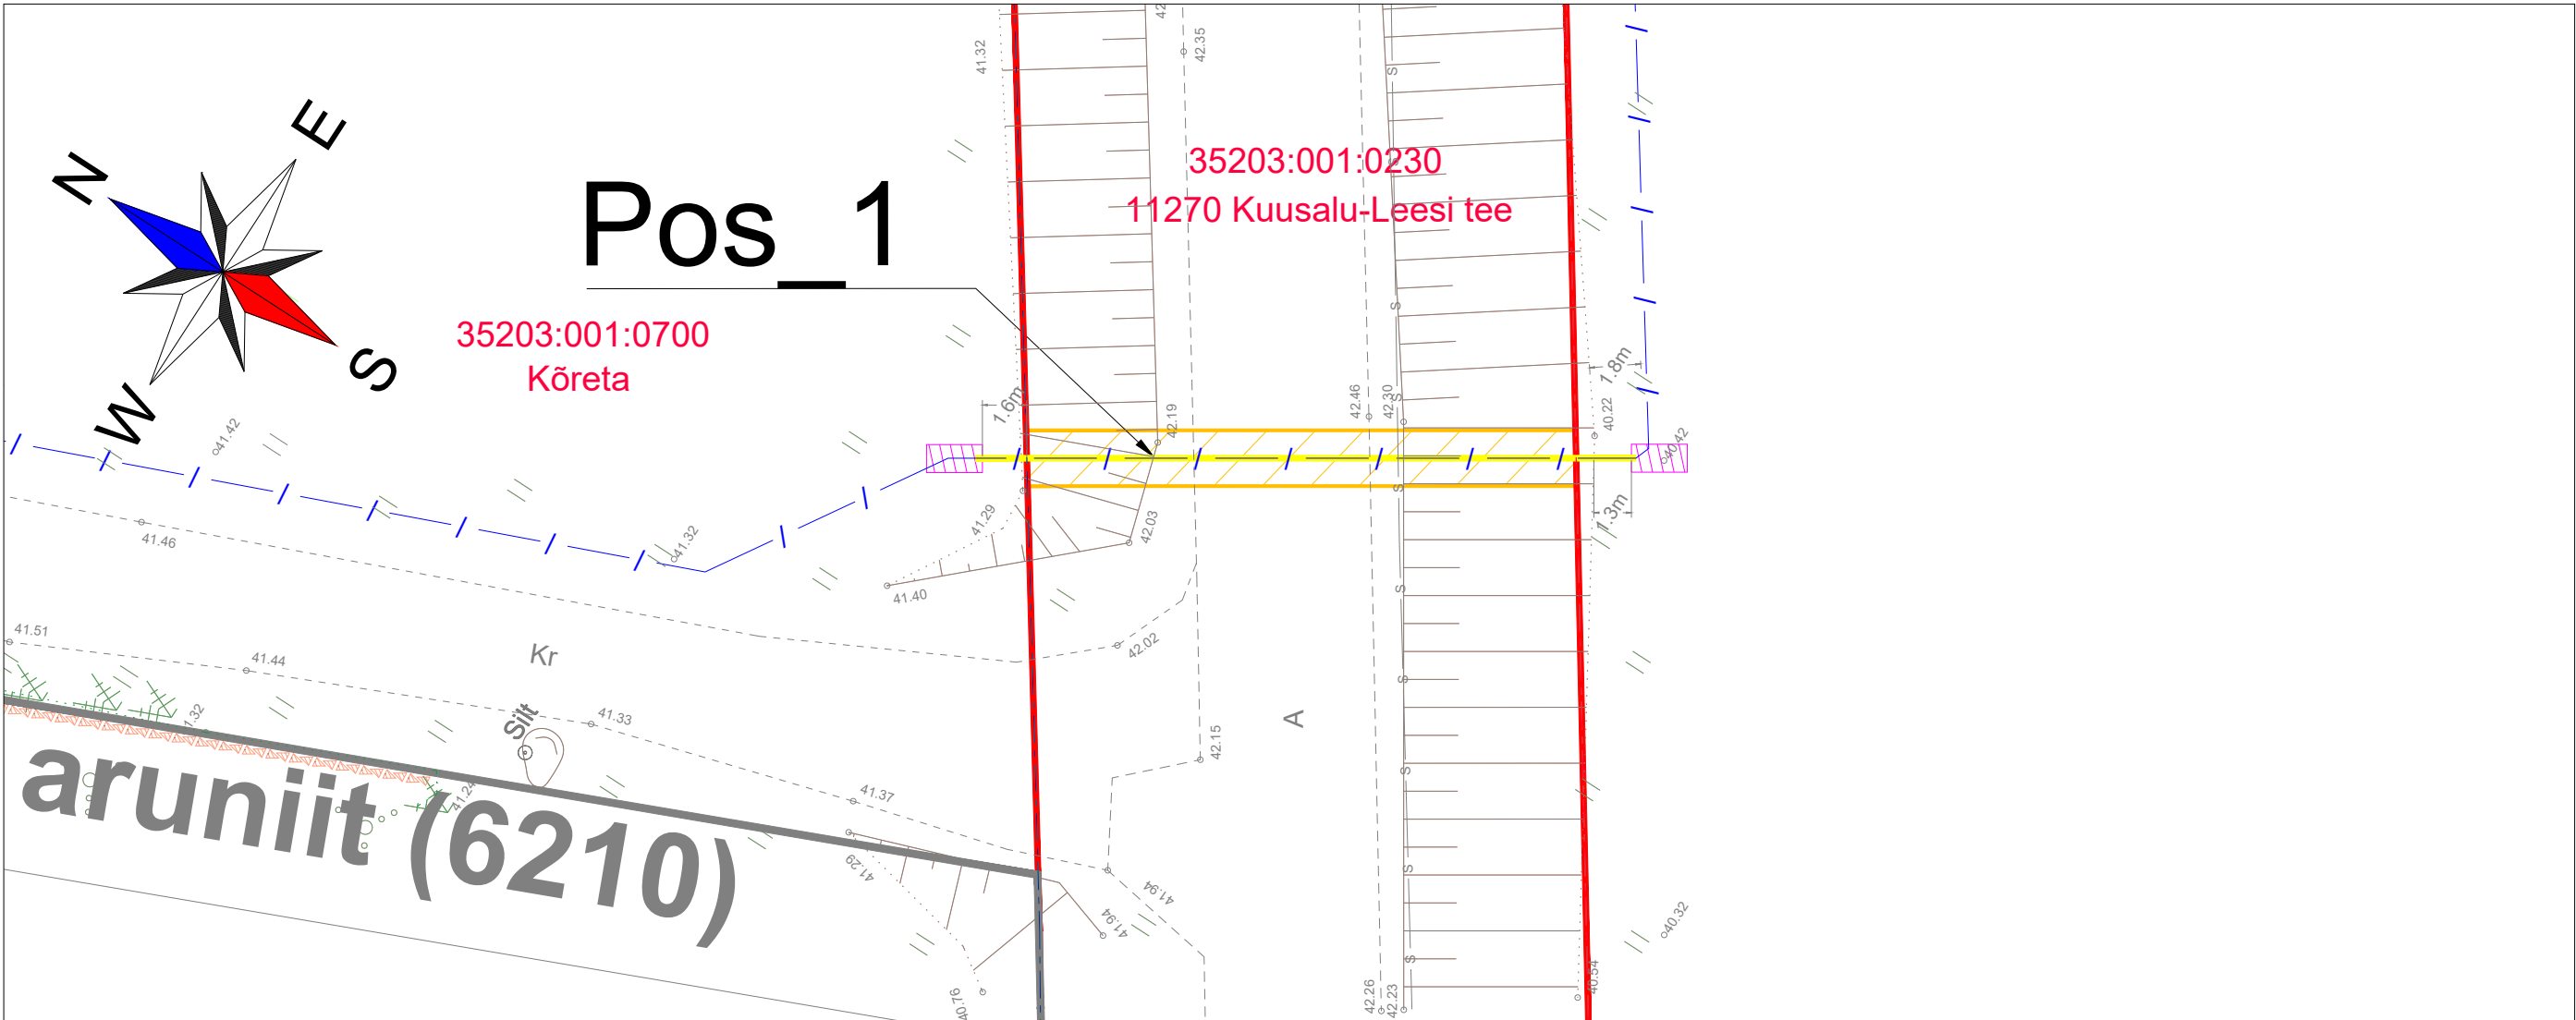 N
E
S
W
Pos_1
35203:001:0230
11270 Kuusalu-Leesi tee
35203:001:0700
Kõreta
41.32
42.35
42.46
42.30
42.19
40.22
1.6m
1.8m
1.3m
40.42
41.42
41.46
41.32
41.29
42.03
41.40
42.02
41.51
41.44
Kr
Silt
41.33
41.37
42.15
A
41.24
aruniit (6210)
41.29
41.94
41.94
40.76
42.26
42.23
40.54
40.32
S
S
S
S
S
S
S
S
S
S